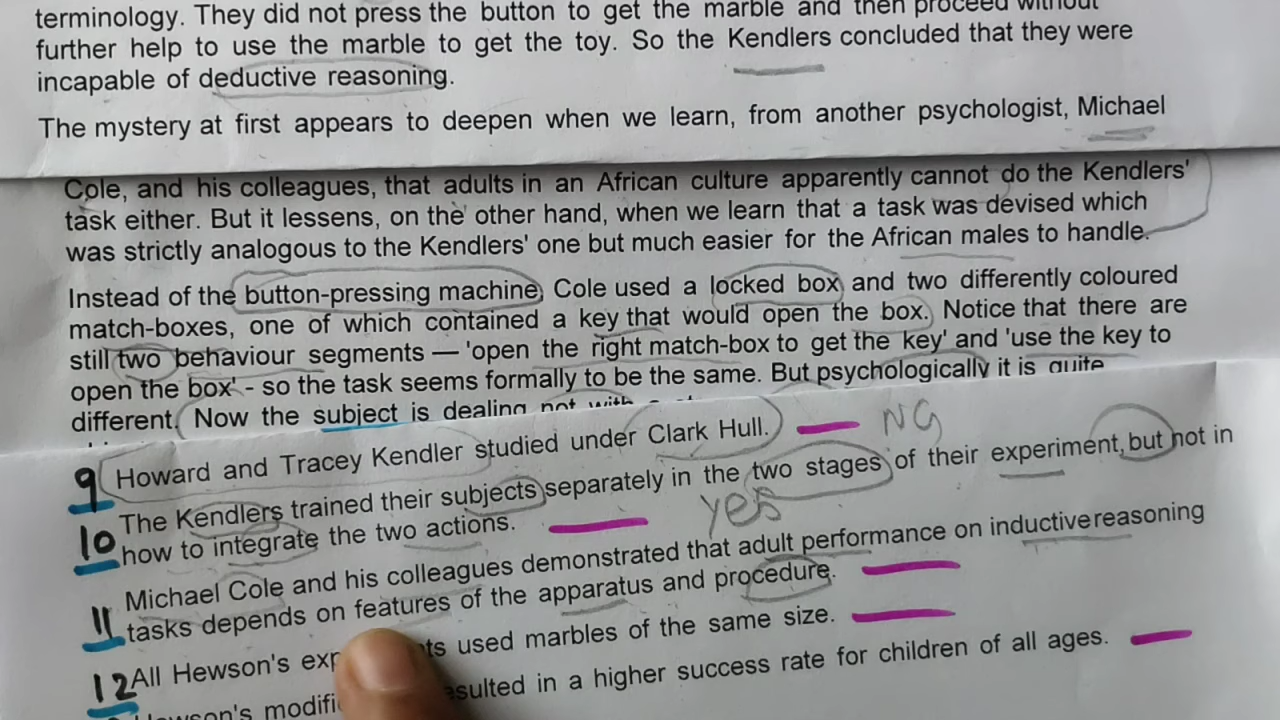 terminology. They did not press the button to get the marble and then proceed without
further help to use the marble to get the toy. So the Kendlers concluded that they were
incapable of deductive reasoning.
The mystery at first appears to deepen when we learn, from another psychologist, Michael
Cole, and his colleagues, that adults in an African culture apparently cannot do the Kendlers'
task either. But it lessens, on the other hand, when we learn that a task was devised which
was strictly analogous to the Kendlers' one but much easier for the African males to handle.
Instead of the button-pressing machine, Cole used a locked box and two differently coloured
match-boxes, one of which contained a key that would open the box. Notice that there are
still two behaviour segments — 'open the right match-box to get the key' and 'use the key to
open the box' - so the task seems formally to be the same. But psychologically it is quite
different. Now the subject is dealing not with
9 Howard and Tracey Kendler studied under Clark Hull. NG
10 The Kendlers trained their subjects separately in the two stages of their experiment, but not in
how to integrate the two actions. yes
11 Michael Cole and his colleagues demonstrated that adult performance on inductive reasoning
tasks depends on features of the apparatus and procedure.
12 All Hewson's used marbles of the same size.
Hewson's resulted in a higher success rate for children of all ages.